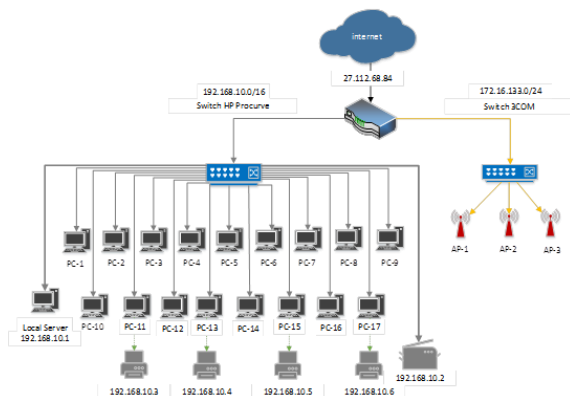 internet
27.112.68.84
192.168.10.0/16
Switch HP Procurve
172.16.133.0/24
Switch 3COM
PC-1
PC-2
PC-3
PC-4
PC-5
PC-6
PC-7
PC-8
PC-9
AP-1
AP-2
AP-3
Local Server
192.168.10.1
PC-10
PC-11
PC-12
PC-13
PC-14
PC-15
PC-16
PC-17
192.168.10.2
192.168.10.3
192.168.10.4
192.168.10.5
192.168.10.6